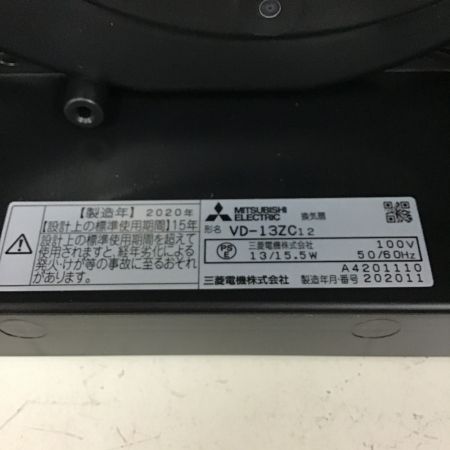 【製造年】 2020年
【設計上の標準使用期間】15年
設計上の標準使用期間を超えて
使用されますと、経年劣化による
発火・けが等の事故に至るおそれ
があります。
MITSUBISHI
ELECTRIC
換気扇
形名 VD-13ZC12
PSE
三菱電機株式会社 100V
13/15.5W 50/60Hz
A4201110
三菱電機株式会社 製造年月・番号 202011